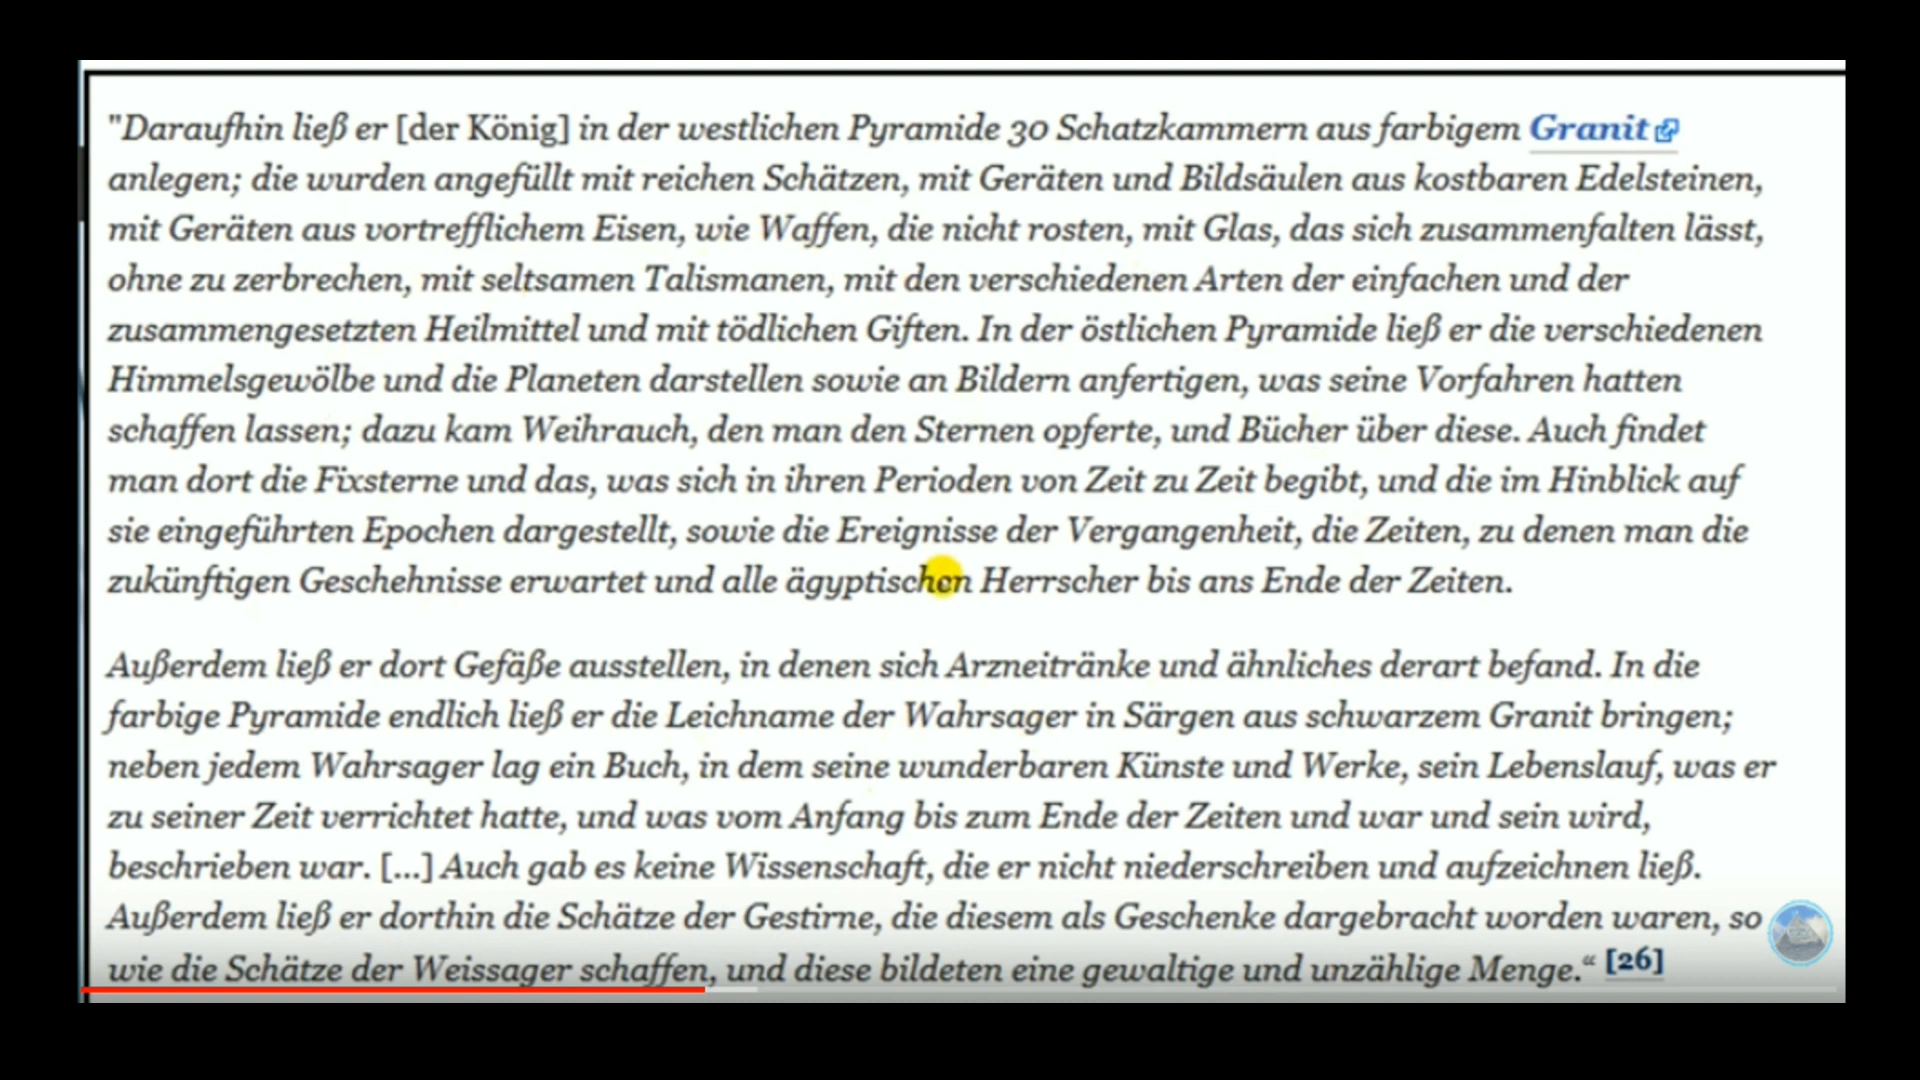 "Daraufhin ließ er [der König] in der westlichen Pyramide 30 Schatzkammern aus farbigem Granit
anlegen; die wurden angefüllt mit reichen Schätzen, mit Geräten und Bildsäulen aus kostbaren Edelsteinen,
mit Geräten aus vortrefflichem Eisen, wie Waffen, die nicht rosten, mit Glas, das sich zusammenfalten lässt,
ohne zu zerbrechen, mit seltsamen Talismanen, mit den verschiedenen Arten der einfachen und der
zusammengesetzten Heilmittel und mit tödlichen Giften. In der östlichen Pyramide ließ er die verschiedenen
Himmelsgewölbe und die Planeten darstellen sowie an Bildern anfertigen, was seine Vorfahren hatten
schaffen lassen; dazu kam Weihrauch, den man den Sternen opferte, und Bücher über diese. Auch findet
man dort die Fixsterne und das, was sich in ihren Perioden von Zeit zu Zeit begibt, und die im Hinblick auf
sie eingeführten Epochen dargestellt, sowie die Ereignisse der Vergangenheit, die Zeiten, zu denen man die
zukünftigen Geschehnisse erwartet und alle ägyptischen Herrscher bis ans Ende der Zeiten.
Außerdem ließ er dort Gefäße ausstellen, in denen sich Arzneitränke und ähnliches derart befand. In die
farbige Pyramide endlich ließ er die Leichname der Wahrsager in Särgen aus schwarzem Granit bringen;
neben jedem Wahrsager lag ein Buch, in dem seine wunderbaren Künste und Werke, sein Lebenslauf, was er
zu seiner Zeit verrichtet hatte, und was vom Anfang bis zum Ende der Zeiten und war und sein wird,
beschrieben war. [...] Auch gab es keine Wissenschaft, die er nicht niederschreiben und aufzeichnen ließ.
Außerdem ließ er dorthin die Schätze der Gestirne, die diesem als Geschenke dargebracht worden waren, so
wie die Schätze der Weissager schaffen, und diese bildeten eine gewaltige und unzählige Menge.“ [26]